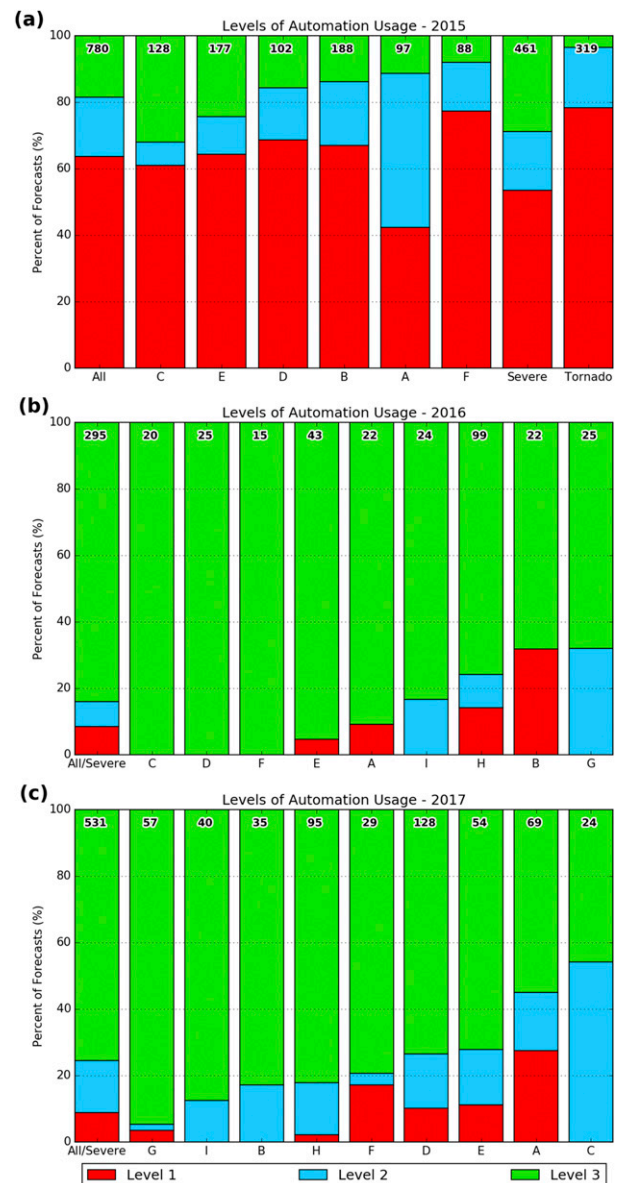 (a)
Levels of Automation Usage - 2015
Percent of Forecasts (%)
100
80
60
40
20
0
780 128 177 102 188 97 88 461 319
All C E D B A F Severe Tornado
(b)
Levels of Automation Usage - 2016
Percent of Forecasts (%)
100
80
60
40
20
0
295 20 25 15 43 22 24 99 22 25
All/Severe C D F E A I H B G
(c)
Levels of Automation Usage - 2017
Percent of Forecasts (%)
100
80
60
40
20
0
531 57 40 35 95 29 128 54 69 24
All/Severe G I B H F D E A C
Level 1 Level 2 Level 3